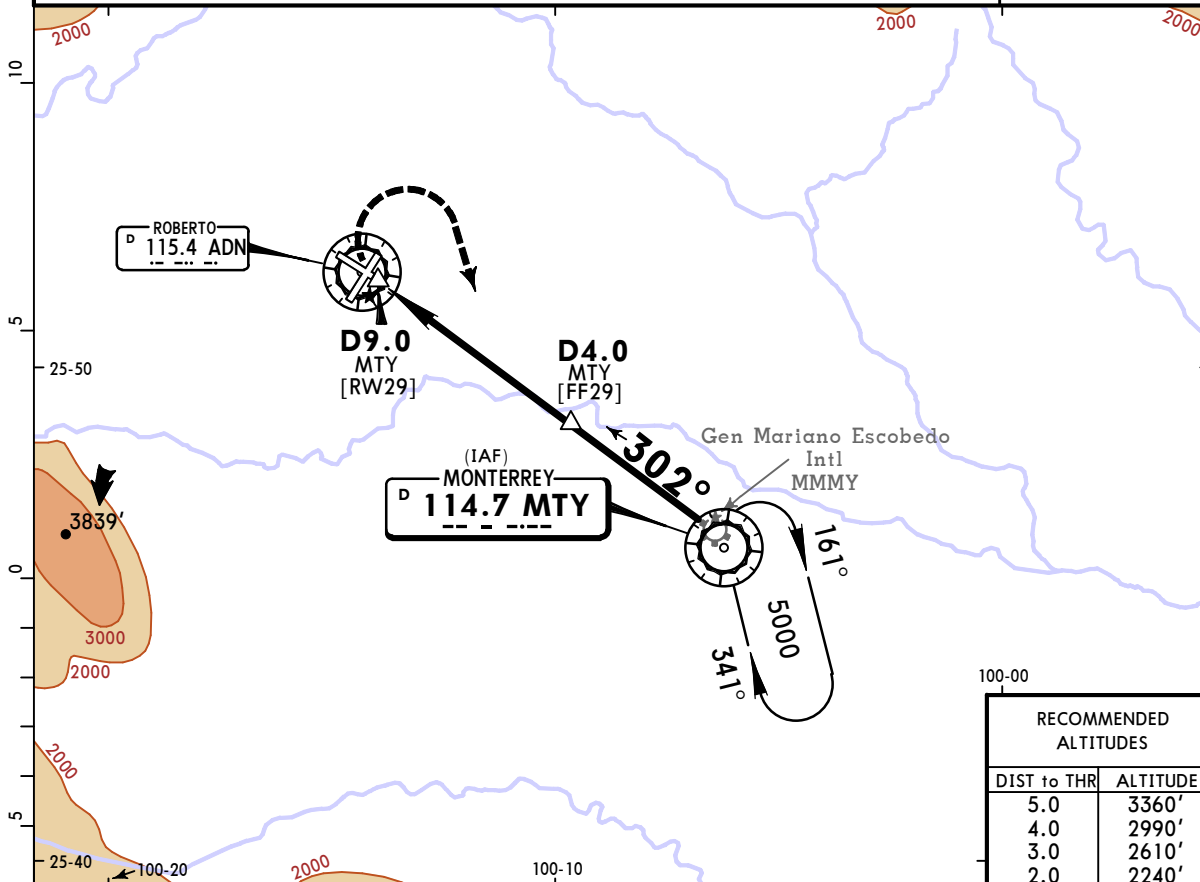 2000
2000
2000
10
ROBERTO
D 115.4 ADN
5
D9.0
MTY
[RW29]
D4.0
MTY
[FF29]
25-50
302°
Gen Mariano Escobedo
Intl
MMMY
(IAF)
MONTERREY
D 114.7 MTY
3839'
161°
0
5000
3000
2000
341°
100-00
RECOMMENDED
ALTITUDES
DIST to THR ALTITUDE
5.0 3360'
4.0 2990'
3.0 2610'
2.0 2240'
2000
5
25-40
100-20
2000
100-10